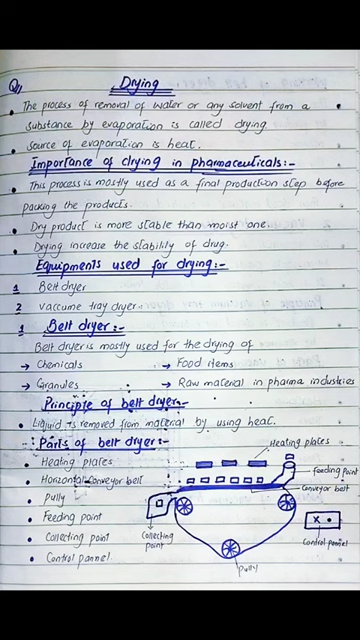 Q11 Drying
• The process of removal of water or any solvent from a
substance by evaporation is called drying.
• Source of evaporation is heat.
Importance of drying in pharmaceuticals:-
• This process is mostly used as a final production step before
packing the products.
• Dry product is more stable than moist one.
• Drying increase the stability of drug.
Equipments used for drying:-
1 Belt dryer
2 Vaccume tray dryer.
1 Belt dryer:-
Belt dryer is mostly used for the drying of
→ Chemicals → Food items
→ Granules → Raw material in pharma industries
Principle of belt dryer:-
• Liquid is removed from material by using heat.
Parts of belt dryer:-
• Heating plates
• Horizontal conveyor belt
• Pully
• Feeding point
• Collecting point
• Control pannel
Heating plates
feeding point
Conveyor belt
Collecting
point
Control pannel
Pully